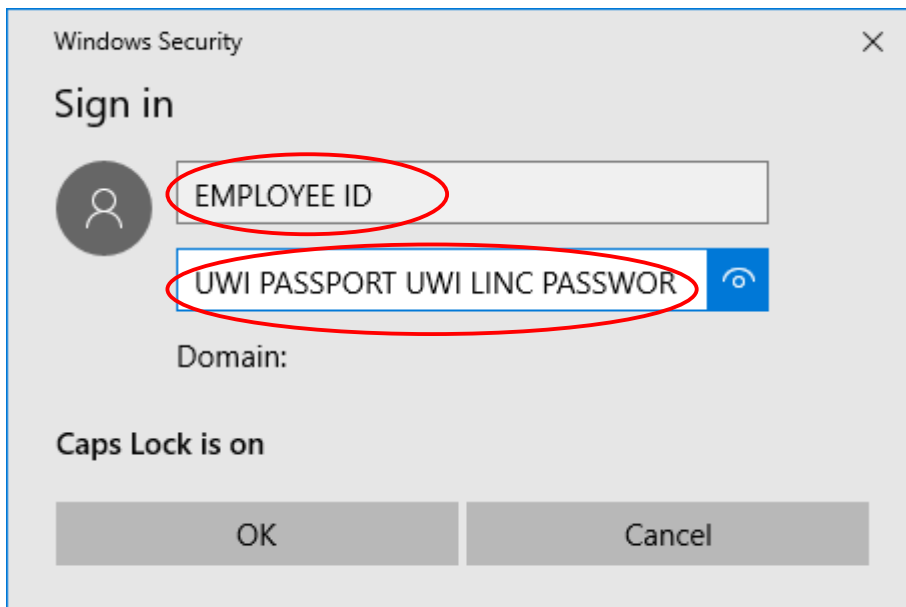 Windows Security
Sign in
EMPLOYEE ID
UWI PASSPORT UWI LINC PASSWOR
Domain:
Caps Lock is on
OK Cancel